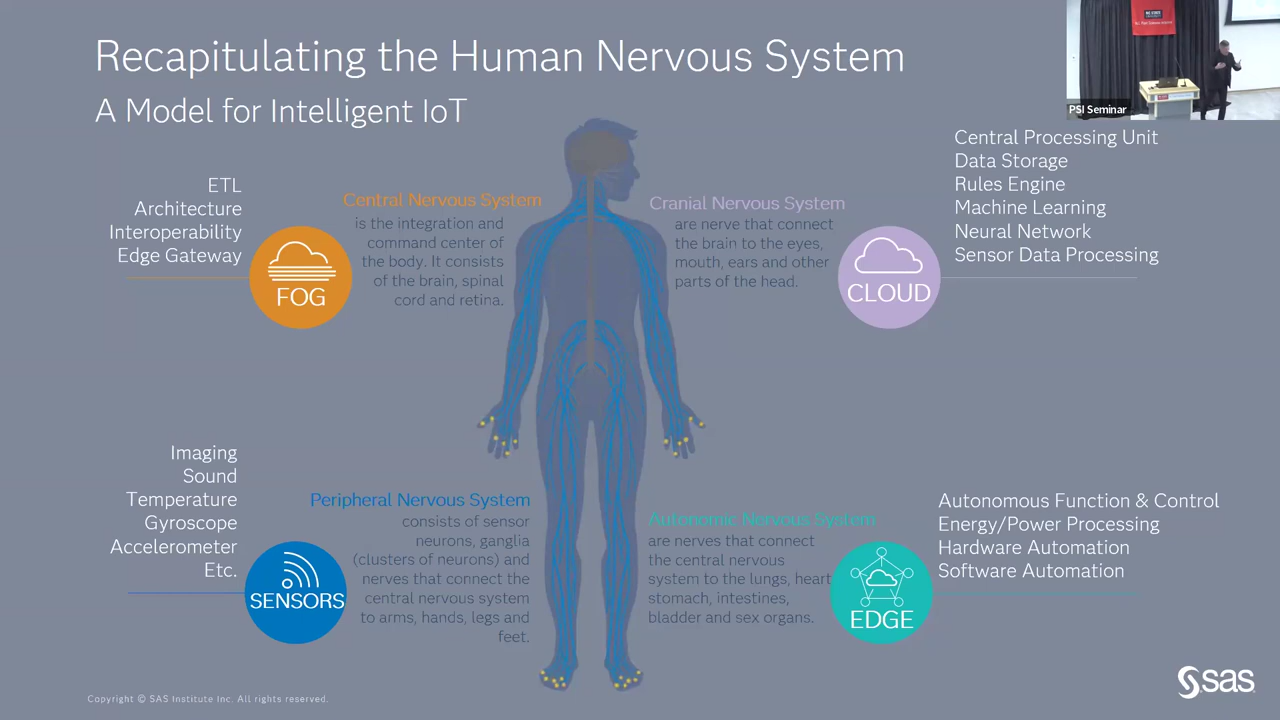 Recapitulating the Human Nervous System
A Model for Intelligent IoT
PSI Seminar
ETL
Architecture
Interoperability
Edge Gateway
FOG
Central Nervous System
is the integration and
command center of
the body. It consists
of the brain, spinal
cord and retina.
Cranial Nervous System
are nerve that connect
the brain to the eyes,
mouth, ears and other
parts of the head.
CLOUD
Central Processing Unit
Data Storage
Rules Engine
Machine Learning
Neural Network
Sensor Data Processing
Imaging
Sound
Temperature
Gyroscope
Accelerometer
Etc.
SENSORS
Peripheral Nervous System
consists of sensor
neurons, ganglia
(clusters of neurons) and
nerves that connect the
central nervous system
to arms, hands, legs and
feet.
Autonomic Nervous System
are nerves that connect
the central nervous
system to the lungs, heart
stomach, intestines,
bladder and sex organs.
EDGE
Autonomous Function & Control
Energy/Power Processing
Hardware Automation
Software Automation
Copyright © SAS Institute Inc. All rights reserved.
sas